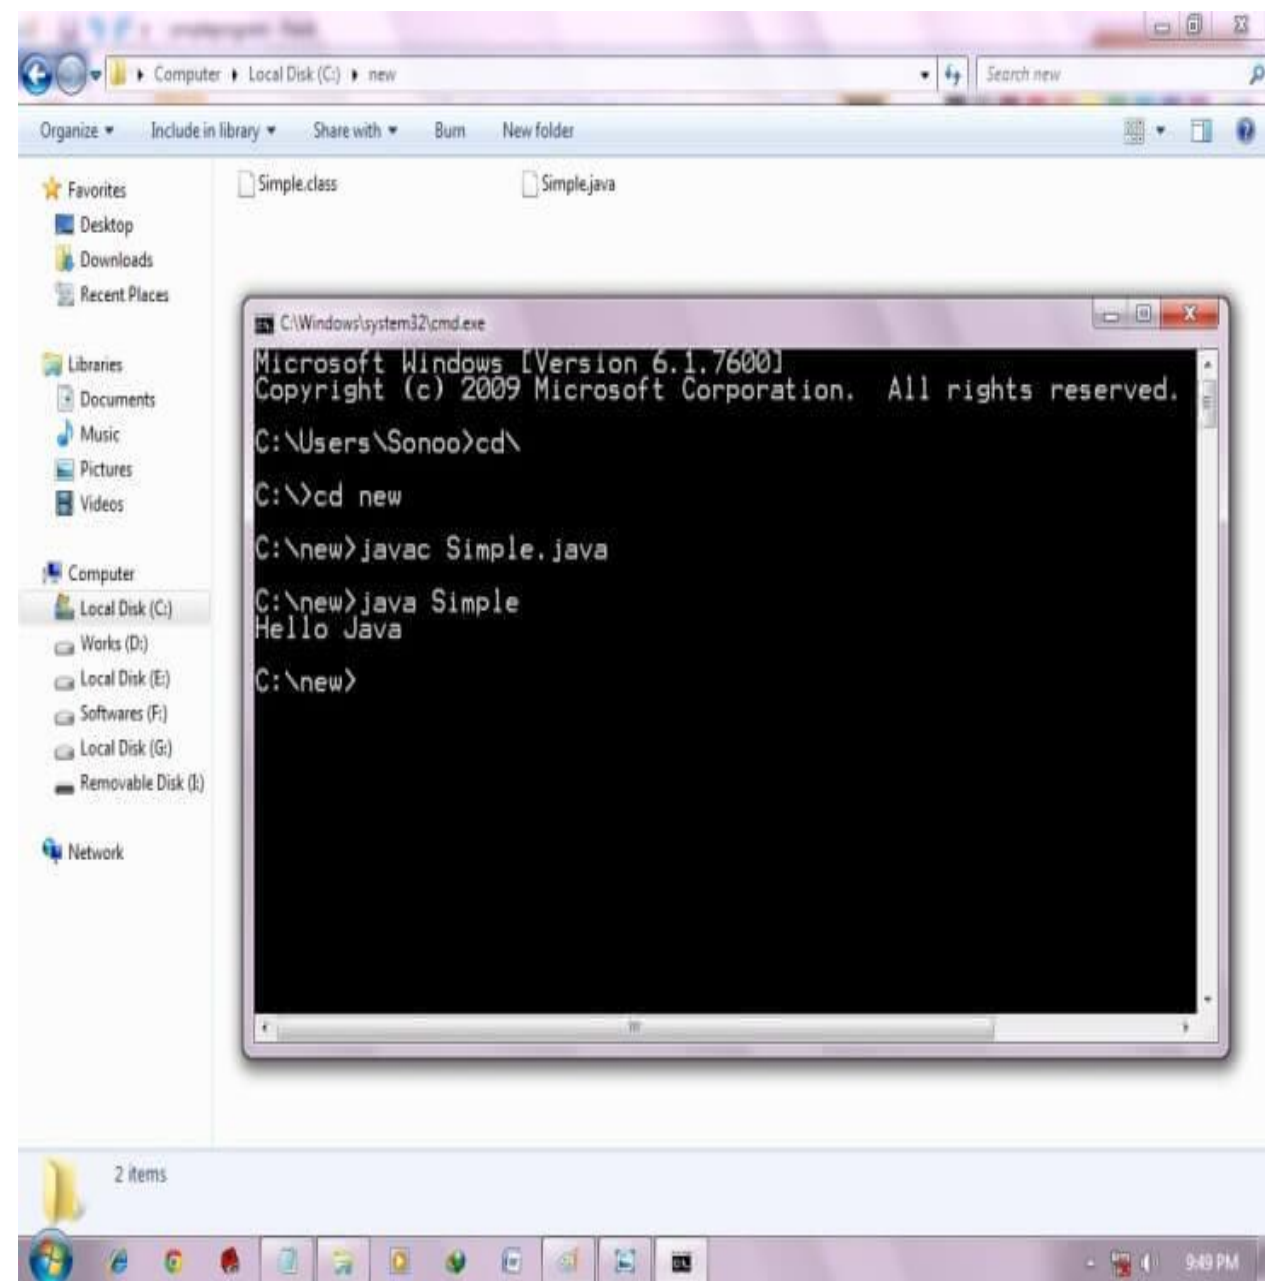 Computer Local Disk (C:) new
Search new
Organize Include in library Share with Burn New folder
Favorites
Desktop
Downloads
Recent Places
Libraries
Documents
Music
Pictures
Videos
Computer
Local Disk (C:)
Works (D:)
Local Disk (E:)
Softwares (F:)
Local Disk (G:)
Removable Disk (I:)
Network
Simple.class Simple.java
C:\Windows\system32\cmd.exe
Microsoft Windows [Version 6.1.7600]
Copyright (c) 2009 Microsoft Corporation. All rights reserved.
C:\Users\Sonoo>cd\
C:\>cd new
C:\new>javac Simple.java
C:\new>java Simple
Hello Java
C:\new>
2 items
9:49 PM